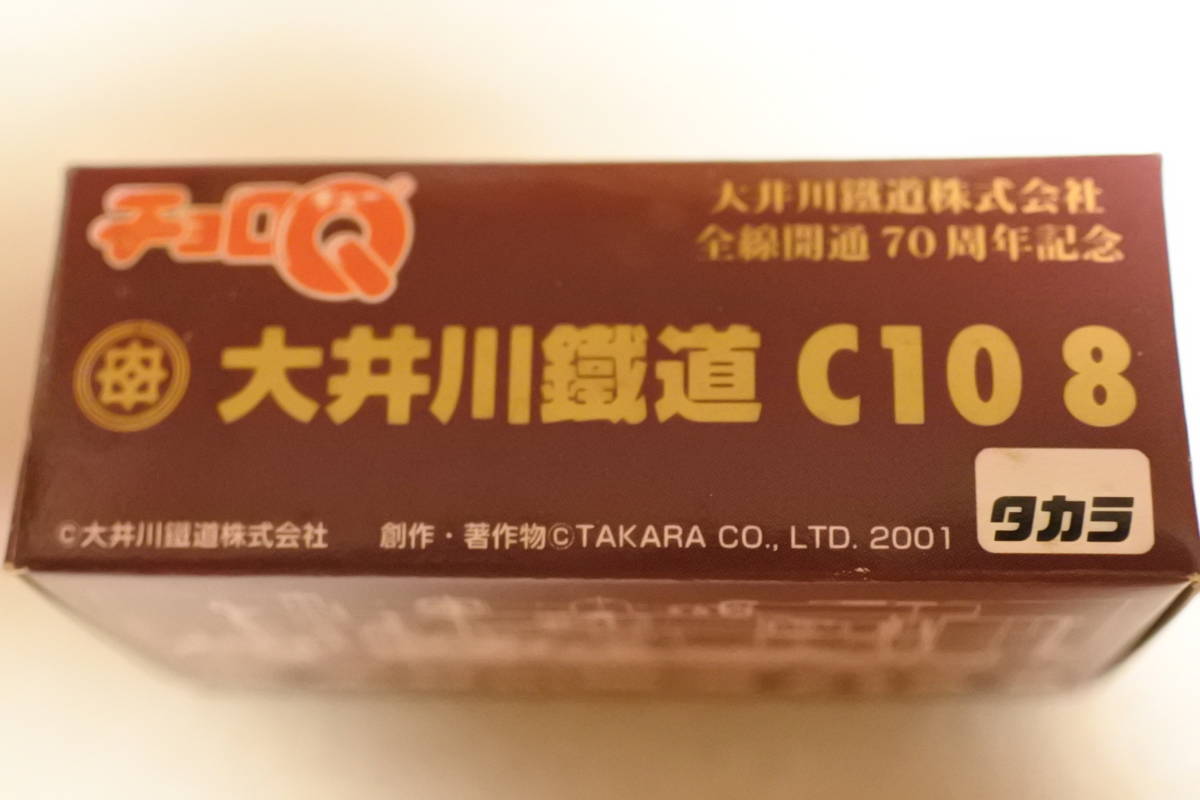 チョロQ
大井川鐵道株式会社
全線開通70周年記念
大井川鐵道 C10 8
タカラ
©大井川鐵道株式会社 創作・著作物©TAKARA CO., LTD. 2001